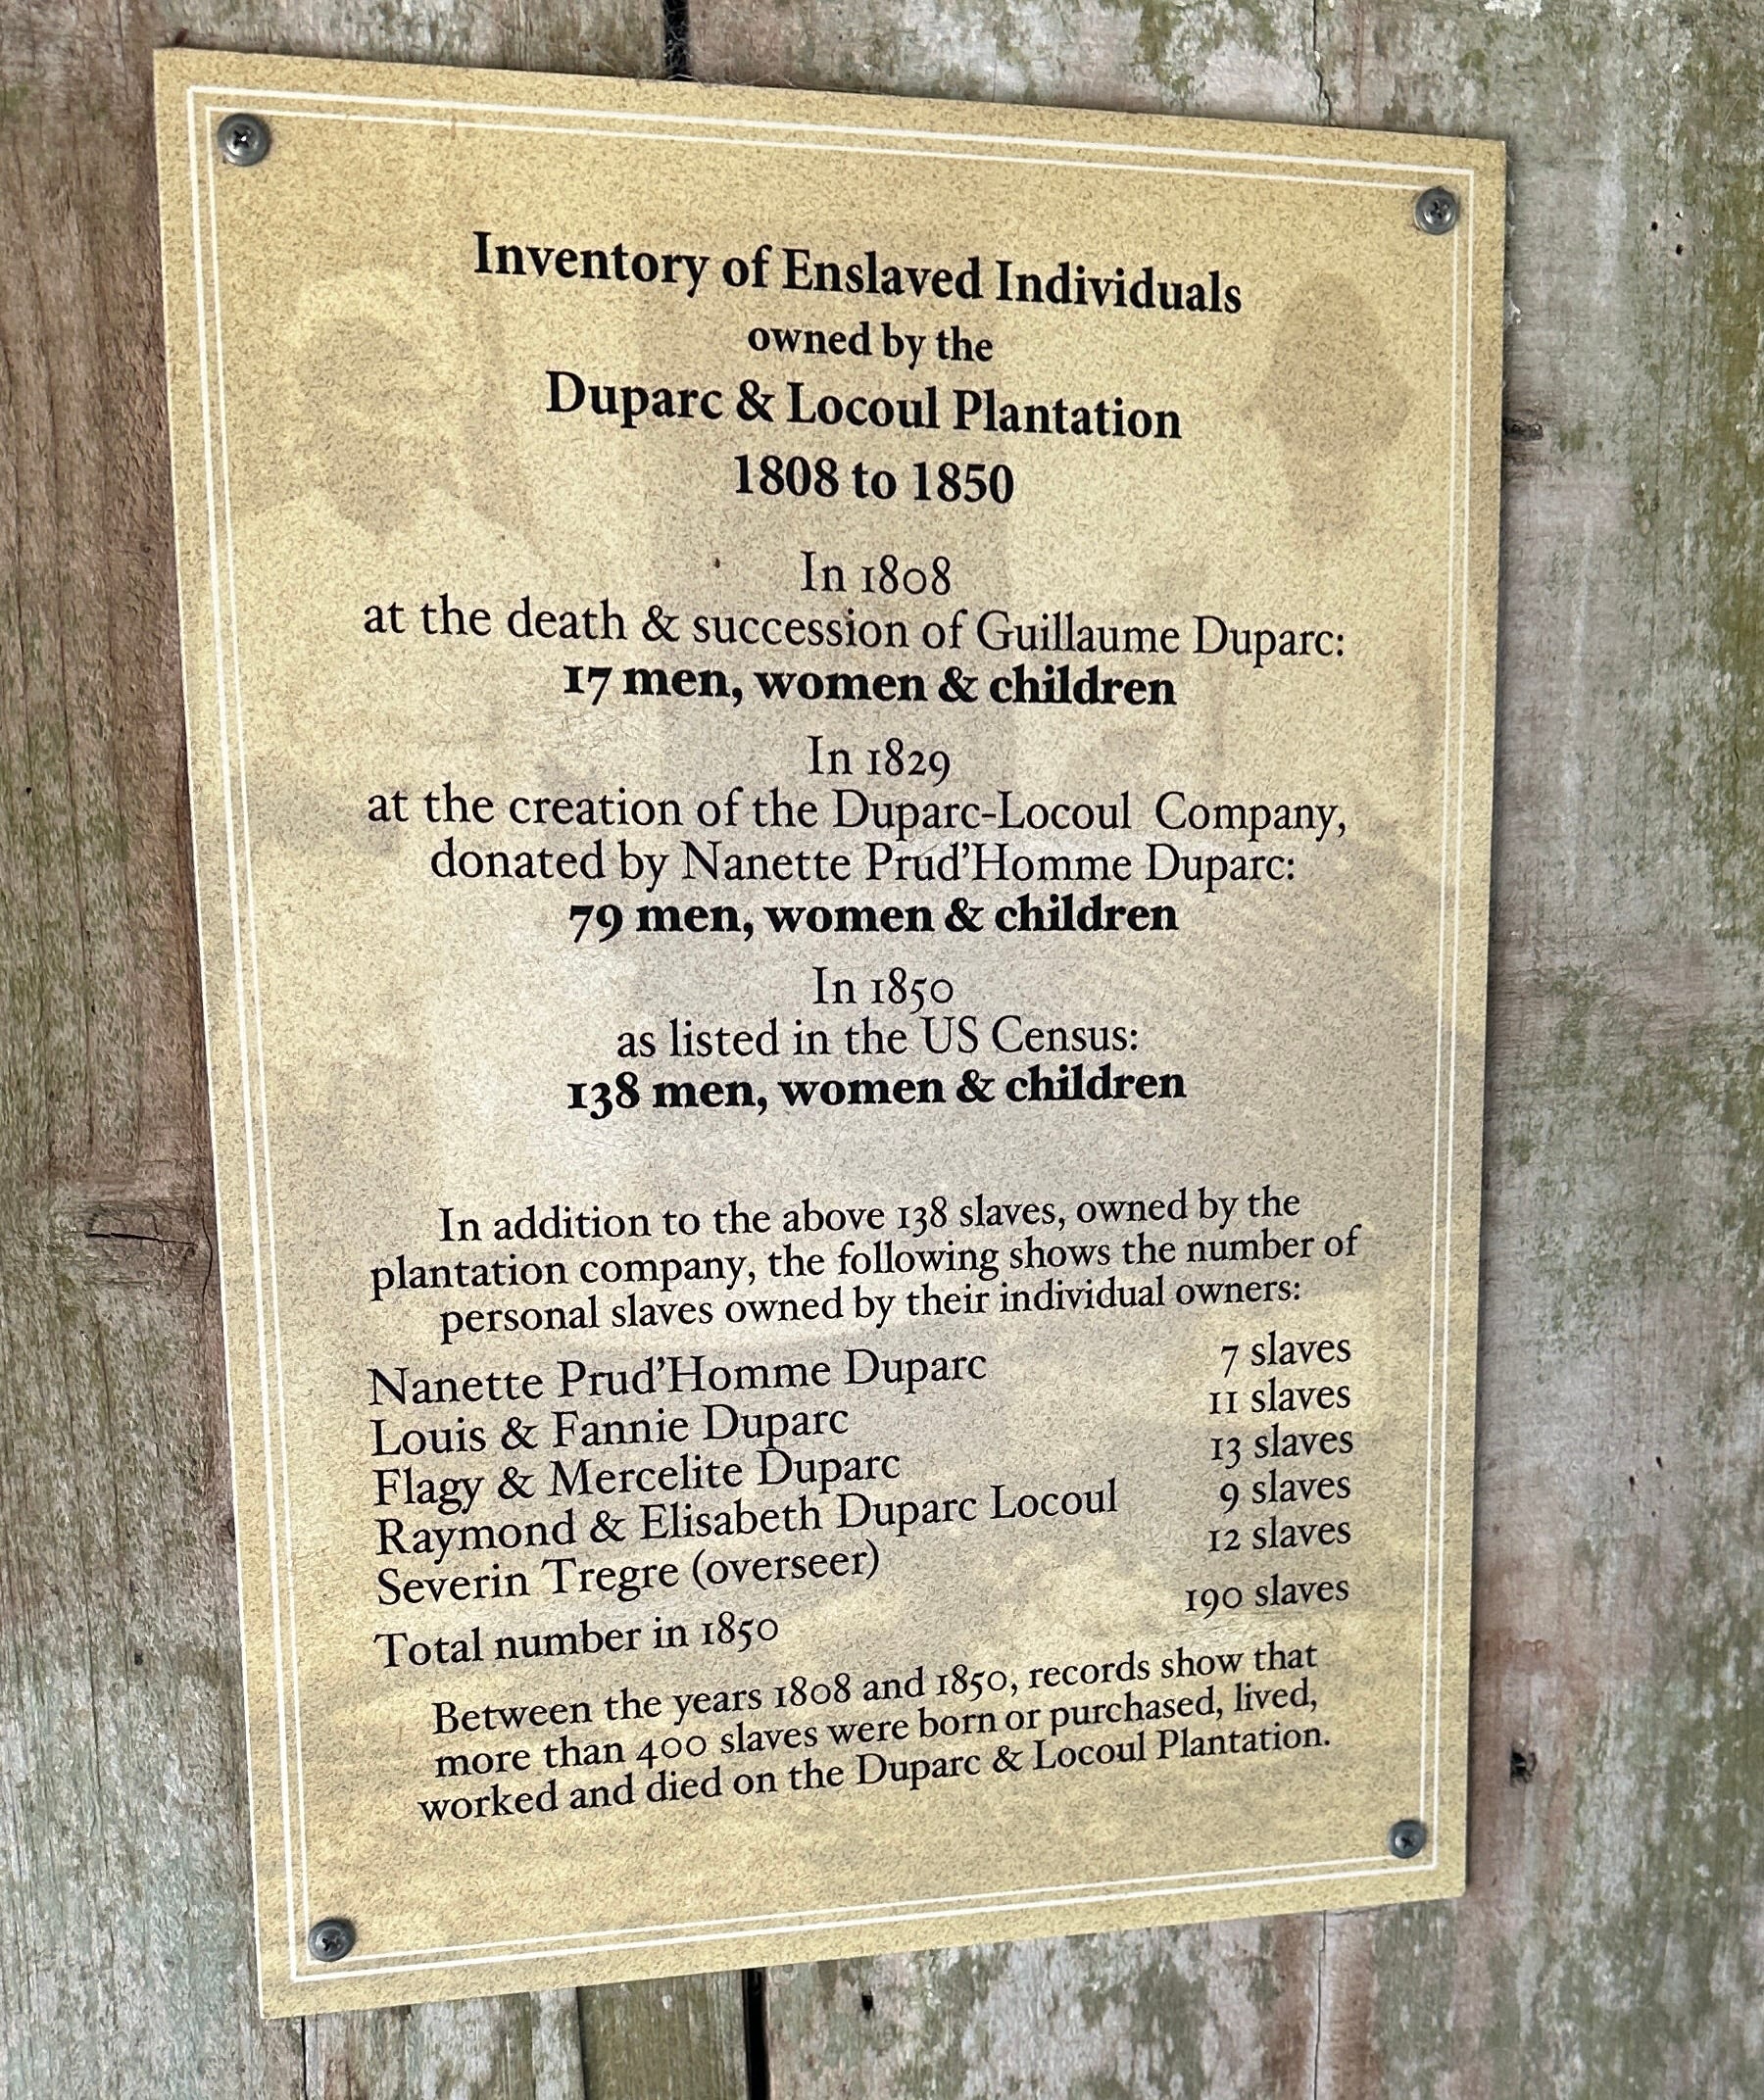 Inventory of Enslaved Individuals
owned by the
Duparc & Locoul Plantation
1808 to 1850
In 1808
at the death & succession of Guillaume Duparc:
17 men, women & children
In 1829
at the creation of the Duparc-Locoul Company,
donated by Nanette Prud'Homme Duparc:
79 men, women & children
In 1850
as listed in the US Census:
138 men, women & children
In addition to the above 138 slaves, owned by the
plantation company, the following shows the number of
personal slaves owned by their individual owners:
Nanette Prud'Homme Duparc 7 slaves
Louis & Fannie Duparc 11 slaves
Flagy & Mercelite Duparc 13 slaves
Raymond & Elisabeth Duparc Locoul 9 slaves
Severin Tregre (overseer) 12 slaves
Total number in 1850 190 slaves
Between the years 1808 and 1850, records show that
more than 400 slaves were born or purchased, lived,
worked and died on the Duparc & Locoul Plantation.